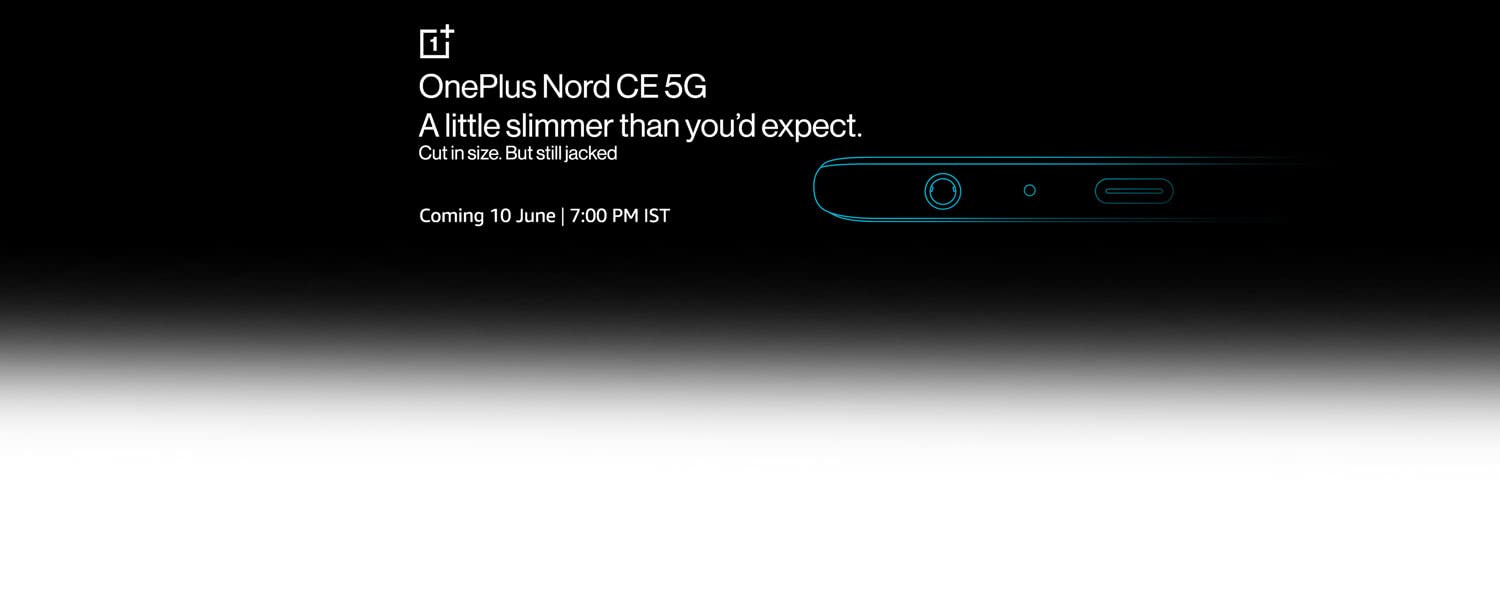 1+
OnePlus Nord CE 5G
A little slimmer than you’d expect.
Cut in size. But still jacked
Coming 10 June | 7:00 PM IST